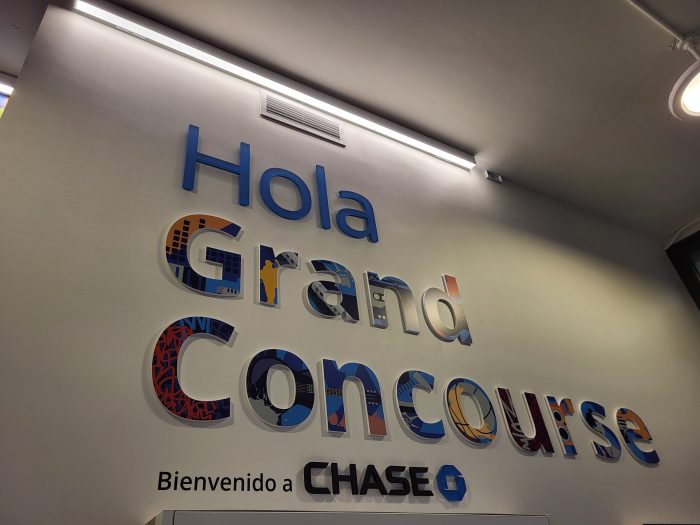 Hola
Grand
Concourse
Bienvenido a CHASE